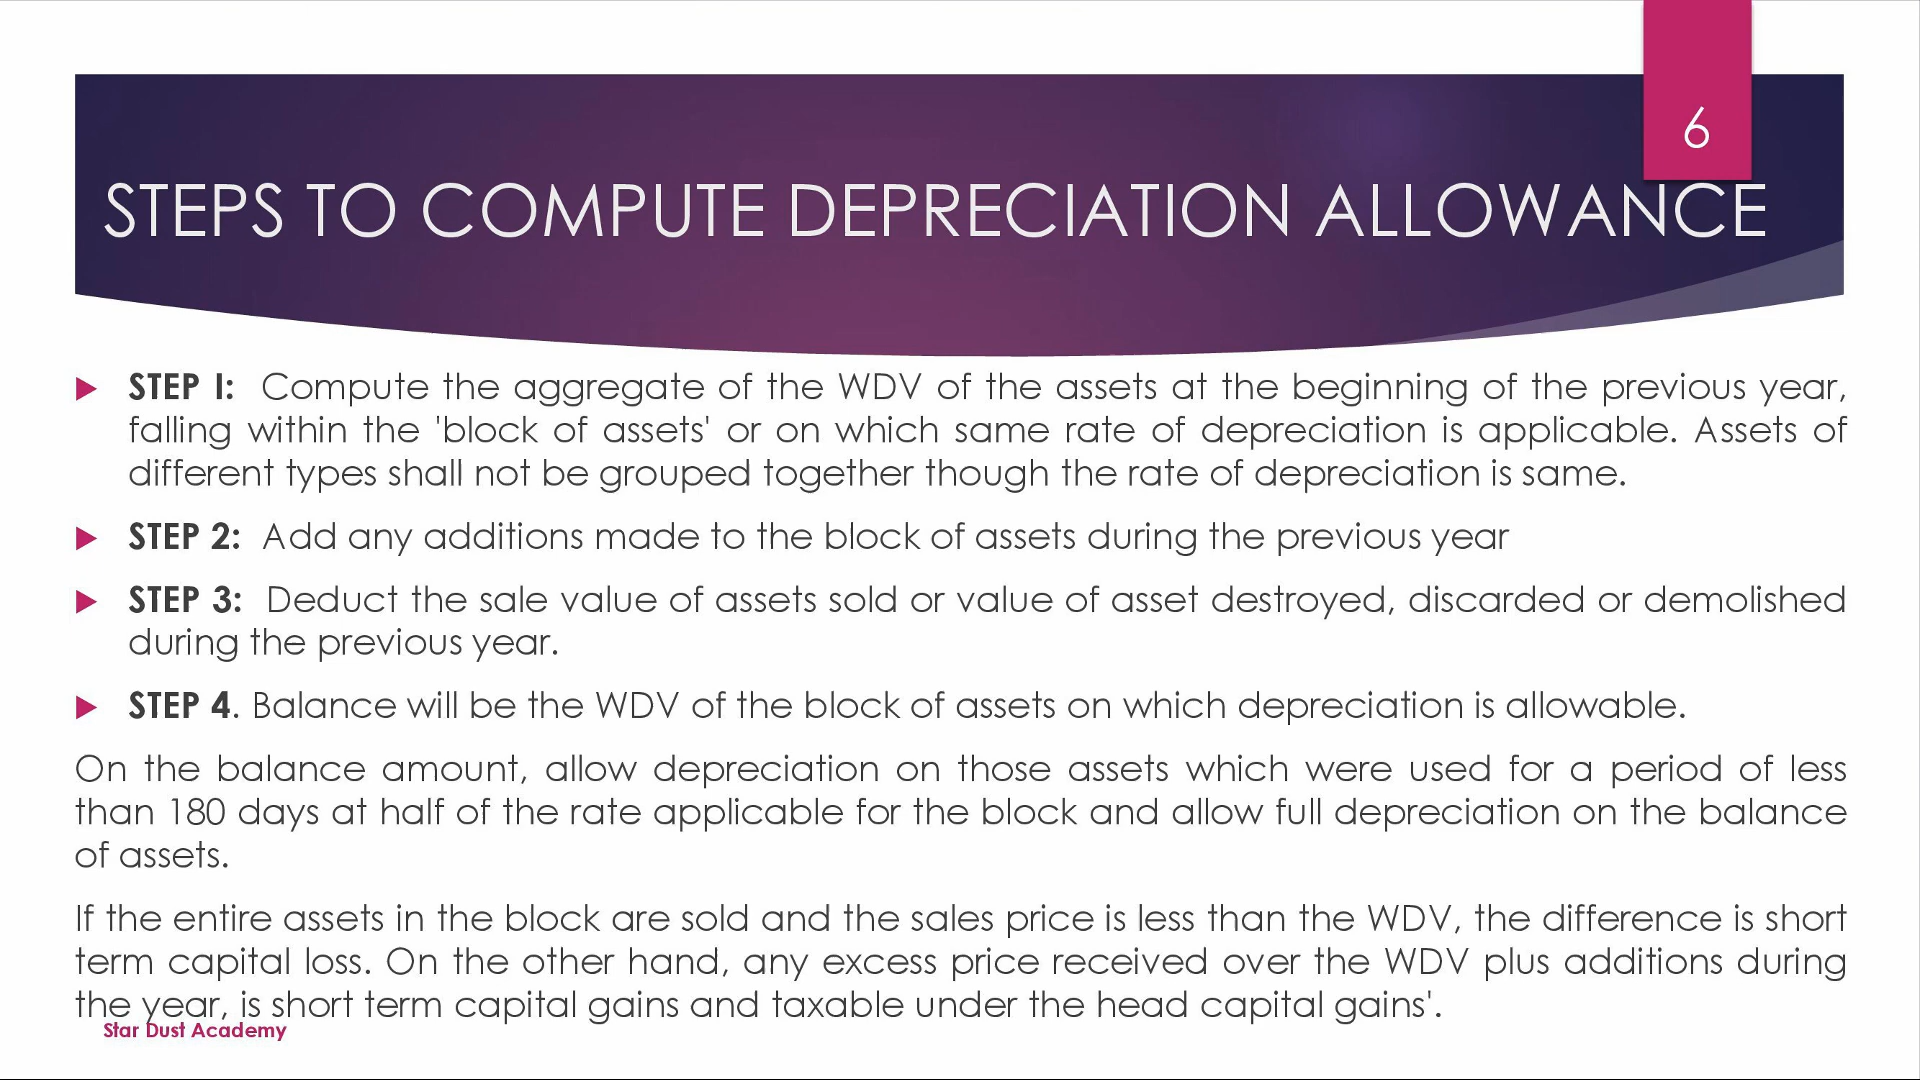 6
STEPS TO COMPUTE DEPRECIATION ALLOWANCE
STEP I: Compute the aggregate of the WDV of the assets at the beginning of the previous year,
falling within the 'block of assets' or on which same rate of depreciation is applicable. Assets of
different types shall not be grouped together though the rate of depreciation is same.
STEP 2: Add any additions made to the block of assets during the previous year
STEP 3: Deduct the sale value of assets sold or value of asset destroyed, discarded or demolished
during the previous year.
STEP 4. Balance will be the WDV of the block of assets on which depreciation is allowable.
On the balance amount, allow depreciation on those assets which were used for a period of less
than 180 days at half of the rate applicable for the block and allow full depreciation on the balance
of assets.
If the entire assets in the block are sold and the sales price is less than the WDV, the difference is short
term capital loss. On the other hand, any excess price received over the WDV plus additions during
the year, is short term capital gains and taxable under the head capital gains'.
Star Dust Academy